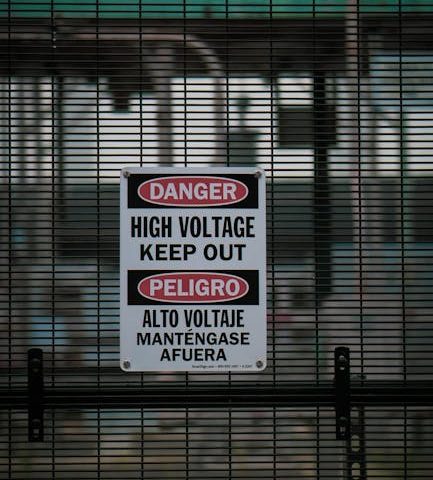 DANGER
HIGH VOLTAGE
KEEP OUT
PELIGRO
ALTO VOLTAJE
MANTÉNGASE
AFUERA